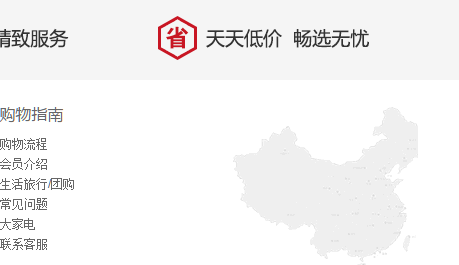 精致服务
省 天天低价 畅选无忧
购物指南
购物流程
会员介绍
生活旅行/团购
常见问题
大家电
联系客服